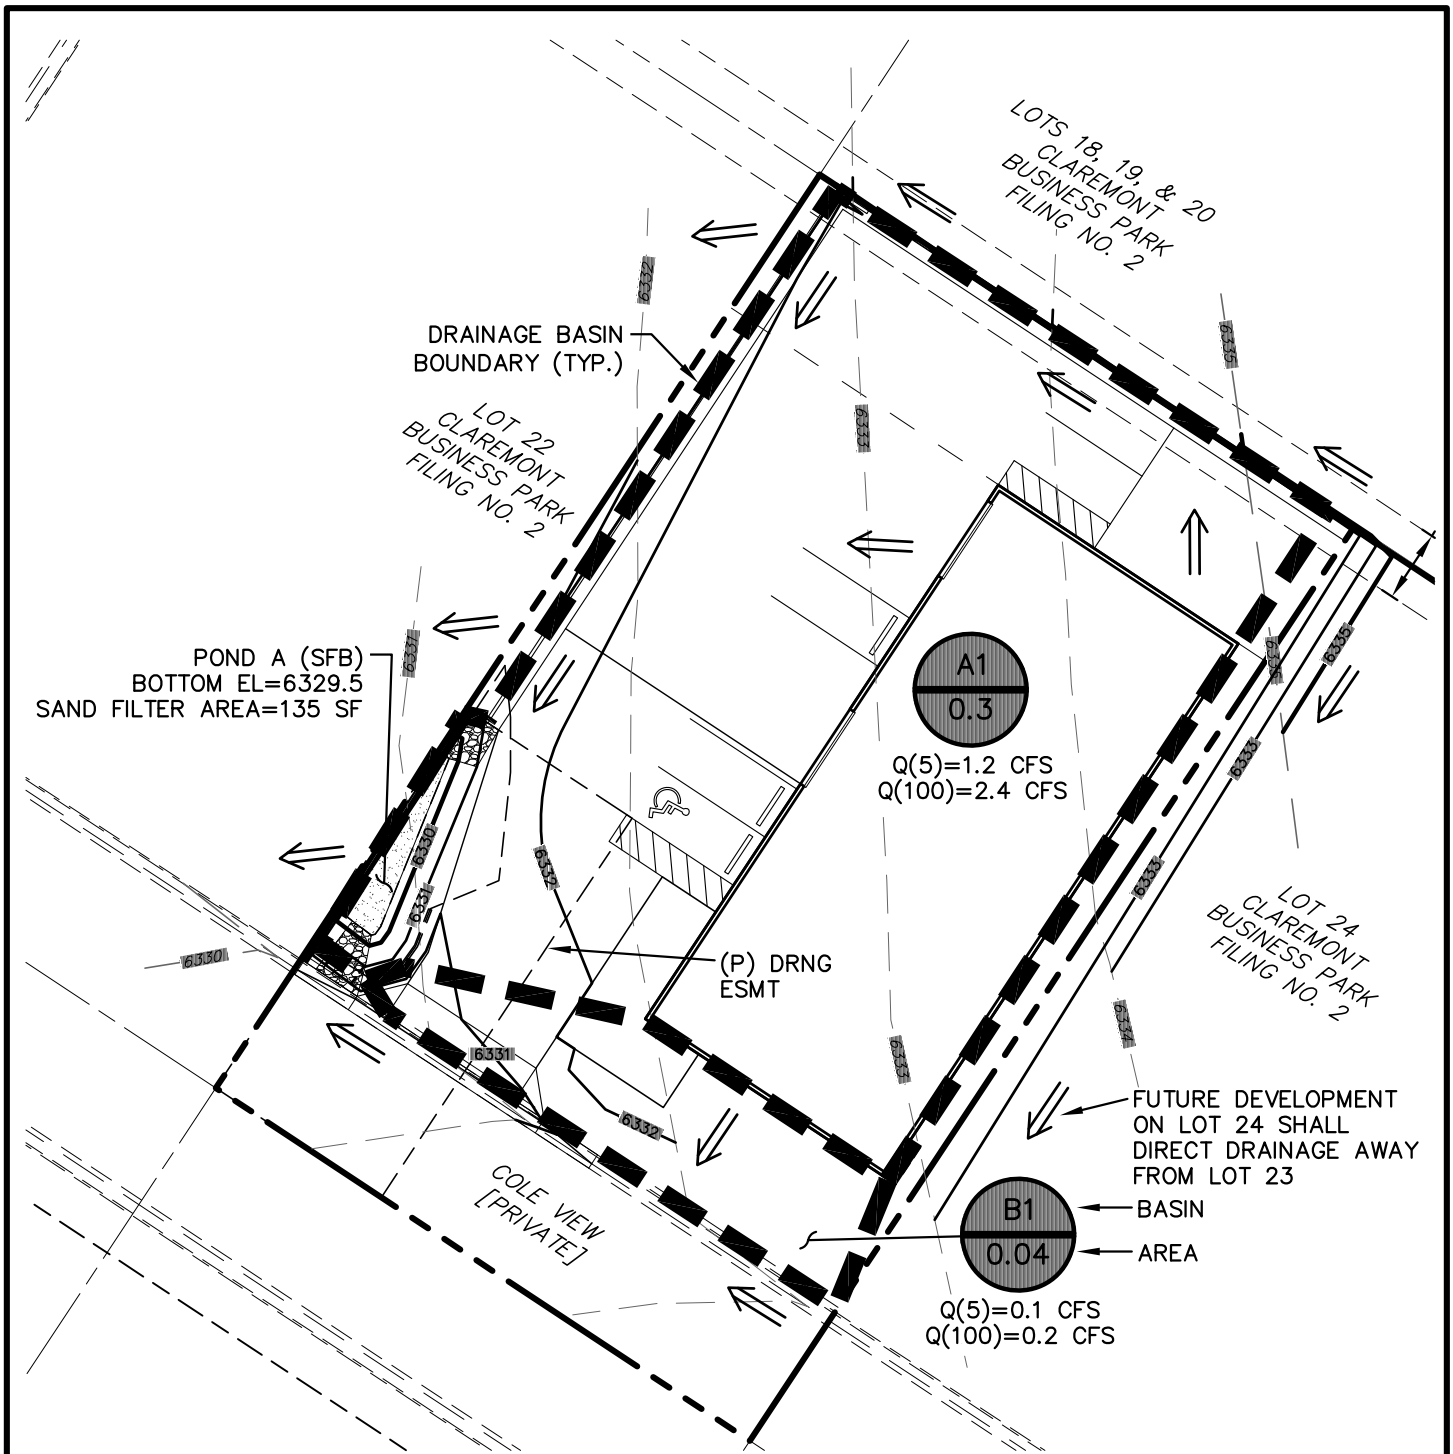 LOTS 18, 19, & 20
CLAREMONT
BUSINESS PARK
FILING NO. 2
6332
6335
DRAINAGE BASIN
BOUNDARY (TYP.)
6333
LOT 22
CLAREMONT
BUSINESS PARK
FILING NO. 2
6331
6335
6335
POND A (SFB)
BOTTOM EL=6329.5
SAND FILTER AREA=135 SF
A1
0.3
Q(5)=1.2 CFS
Q(100)=2.4 CFS
6333
6330
6332
6331
6333
LOT 24
CLAREMONT
BUSINESS PARK
FILING NO. 2
6330
(P) DRNG
ESMT
6334
6331
6333
6332
FUTURE DEVELOPMENT
ON LOT 24 SHALL
DIRECT DRAINAGE AWAY
FROM LOT 23
COLE VIEW
[PRIVATE]
B1
0.04
BASIN
AREA
Q(5)=0.1 CFS
Q(100)=0.2 CFS